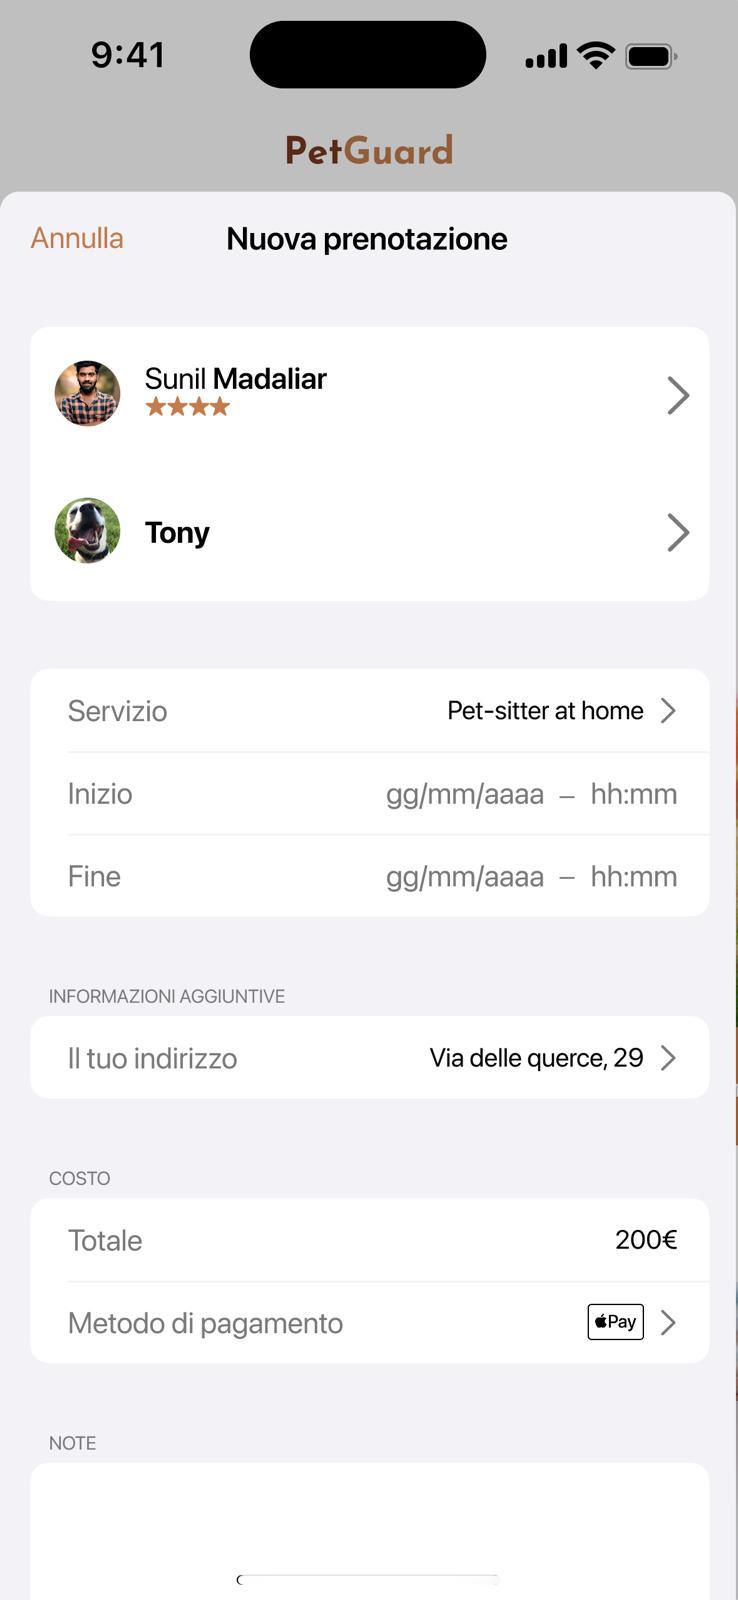 9:41
PetGuard
Annulla
Nuova prenotazione
Sunil Madaliar
★★★★
Tony
Servizio
Pet-sitter at home
Inizio
gg/mm/aaaa – hh:mm
Fine
gg/mm/aaaa – hh:mm
INFORMAZIONI AGGIUNTIVE
Il tuo indirizzo
Via delle querce, 29
COSTO
Totale
200€
Metodo di pagamento
Pay
NOTE